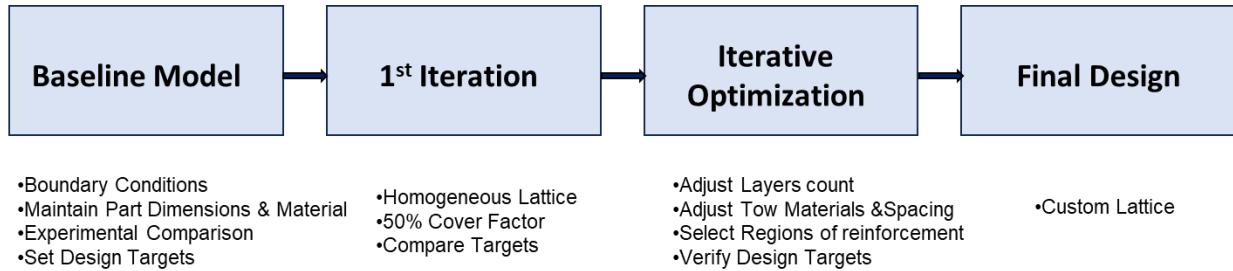 Baseline Model
1st Iteration
Iterative
Optimization
Final Design
•Boundary Conditions
•Maintain Part Dimensions & Material
•Experimental Comparison
•Set Design Targets
•Homogeneous Lattice
•50% Cover Factor
•Compare Targets
•Adjust Layers count
•Adjust Tow Materials &Spacing
•Select Regions of reinforcement
•Verify Design Targets
•Custom Lattice